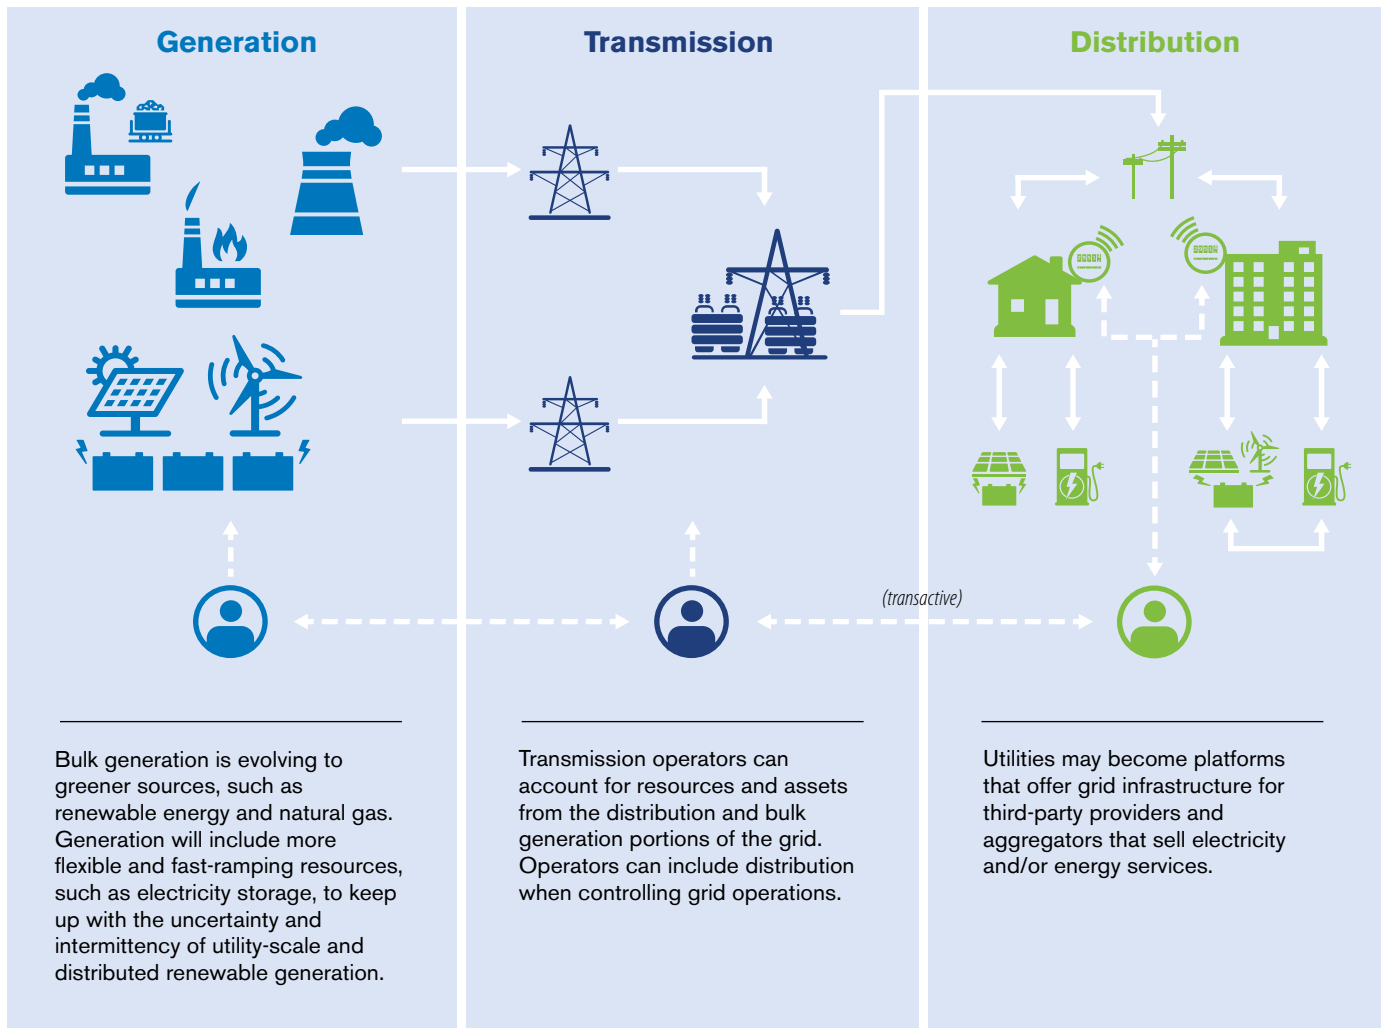 Generation
Transmission
Distribution
(transactive)
Bulk generation is evolving to
greener sources, such as
renewable energy and natural gas.
Generation will include more
flexible and fast-ramping resources,
such as electricity storage, to keep
up with the uncertainty and
intermittency of utility-scale and
distributed renewable generation.
Transmission operators can
account for resources and assets
from the distribution and bulk
generation portions of the grid.
Operators can include distribution
when controlling grid operations.
Utilities may become platforms
that offer grid infrastructure for
third-party providers and
aggregators that sell electricity
and/or energy services.